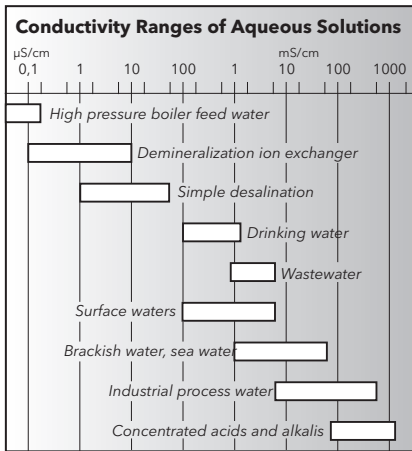 Conductivity Ranges of Aqueous Solutions
µS/cm mS/cm
0,1 1 10 100 1 10 100 1000
High pressure boiler feed water
Demineralization ion exchanger
Simple desalination
Drinking water
Wastewater
Surface waters
Brackish water, sea water
Industrial process water
Concentrated acids and alkalis